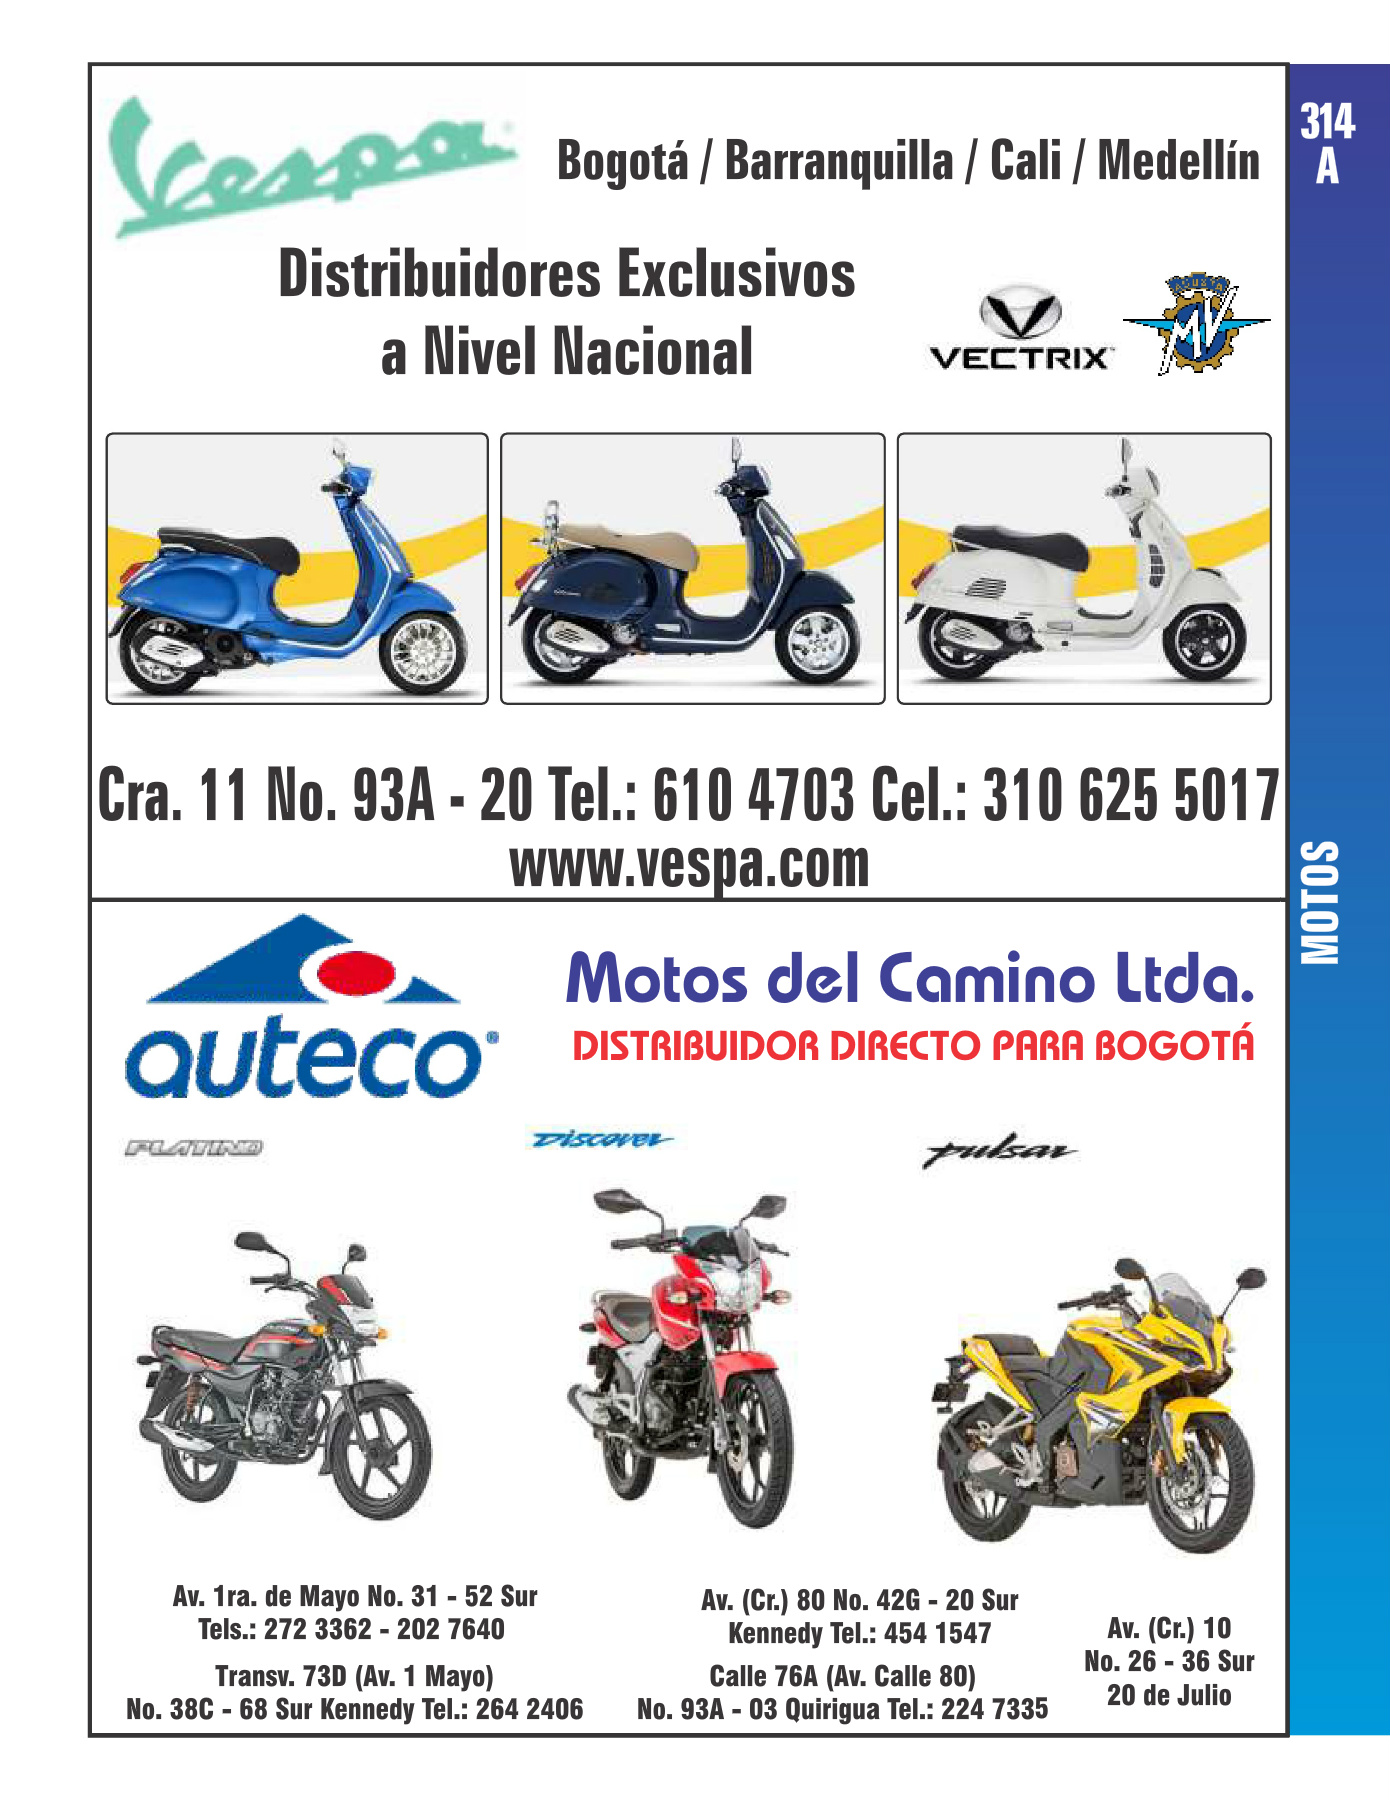 Vespa
Bogotá / Barranquilla / Cali / Medellín
Distribuidores Exclusivos
a Nivel Nacional
VECTRIX
AGUSTA
MV
Cra. 11 No. 93A - 20 Tel.: 610 4703 Cel.: 310 625 5017
www.vespa.com
314
A
MOTOS
auteco®
Motos del Camino Ltda.
DISTRIBUIDOR DIRECTO PARA BOGOTÁ
PLATINO
Discover
pulsar
Av. 1ra. de Mayo No. 31 - 52 Sur
Tels.: 272 3362 - 202 7640
Transv. 73D (Av. 1 Mayo)
No. 38C - 68 Sur Kennedy Tel.: 264 2406
Av. (Cr.) 80 No. 42G - 20 Sur
Kennedy Tel.: 454 1547
Calle 76A (Av. Calle 80)
No. 93A - 03 Quirigua Tel.: 224 7335
Av. (Cr.) 10
No. 26 - 36 Sur
20 de Julio